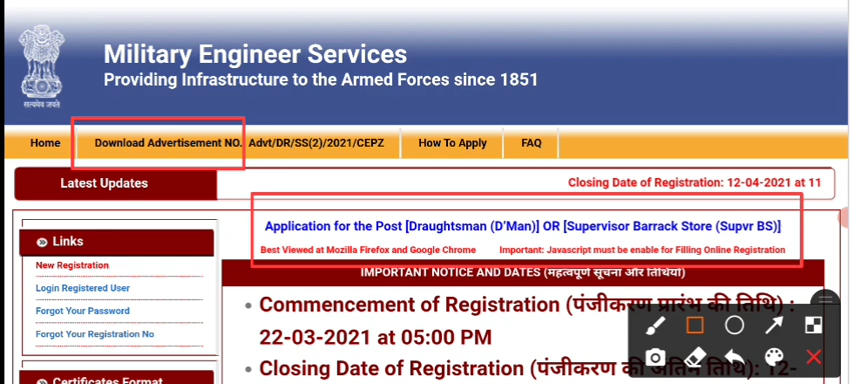 Military Engineer Services
Providing Infrastructure to the Armed Forces since 1851
सत्यमेव जयते
Home Download Advertisement NO. Advt/DR/SS(2)/2021/CEPZ How To Apply FAQ
Latest Updates Closing Date of Registration: 12-04-2021 at 11
Application for the Post [Draughtsman (D'Man)] OR [Supervisor Barrack Store (Supvr BS)]
Best Viewed at Mozilla Firefox and Google Chrome Important: Javascript must be enable for Filling Online Registration
Links
New Registration
Login Registered User
Forgot Your Password
Forgot Your Registration No
Certificates Format
IMPORTANT NOTICE AND DATES (महत्वपूर्ण सूचना और तिथियां)
• Commencement of Registration (पंजीकरण प्रारंभ की तिथि) :
22-03-2021 at 05:00 PM
• Closing Date of Registration (पंजीकरण की अंतिम तिथि): 12-